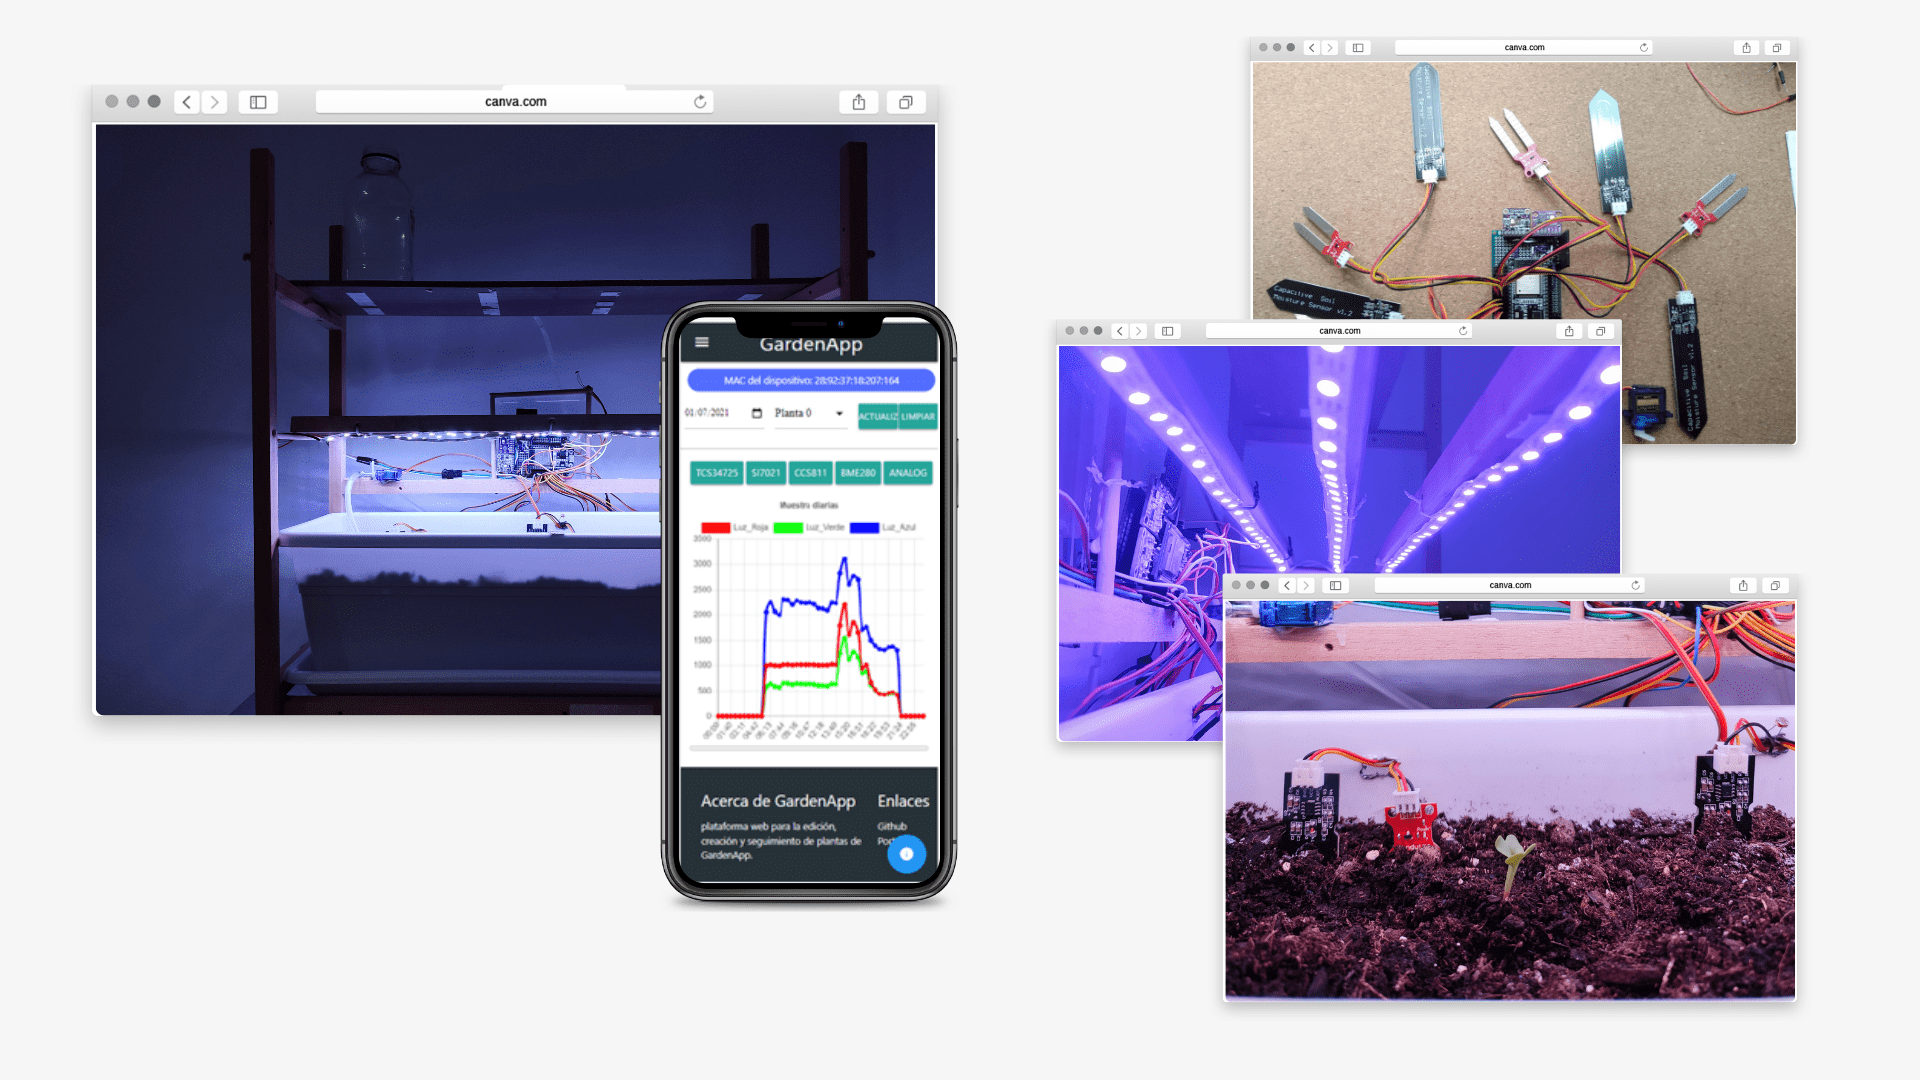 canva.com
GardenApp
MAC del dispositivo: 28:92:37:18:207:164
01/07/2021
Planta 0
ACTUALIZ
LIMPIAR
TCS34725
SI7021
CCS811
BME280
ANALOG
Muestra diarias
Luz_Roja
Luz_Verde
Luz_Azul
3500
3000
2500
2000
1500
1000
500
0
Acerca de GardenApp
plataforma web para la edición,
creación y seguimiento de plantas de
GardenApp.
Enlaces
Github
canva.com
Capacitive Soil
Moisture Sensor v1.2
Capacitive Soil
Moisture Sensor v1.2
canva.com
canva.com